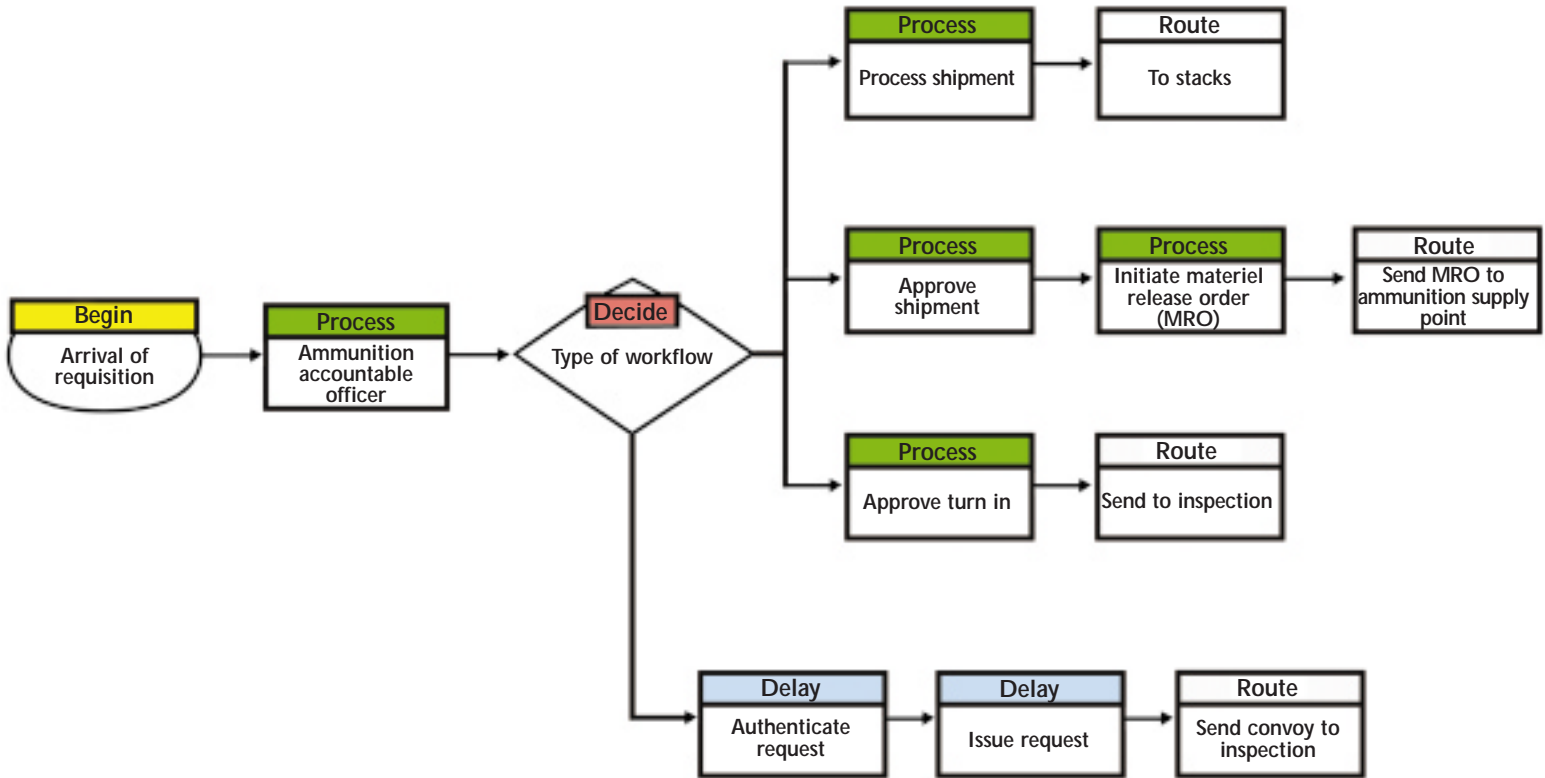 Process
Process shipment
Route
To stacks
Process
Approve
shipment
Process
Initiate materiel
release order
(MRO)
Route
Send MRO to
ammunition supply
point
Begin
Arrival of
requisition
Process
Ammunition
accountable
officer
Decide
Type of workflow
Process
Approve turn in
Route
Send to inspection
Delay
Authenticate
request
Delay
Issue request
Route
Send convoy to
inspection